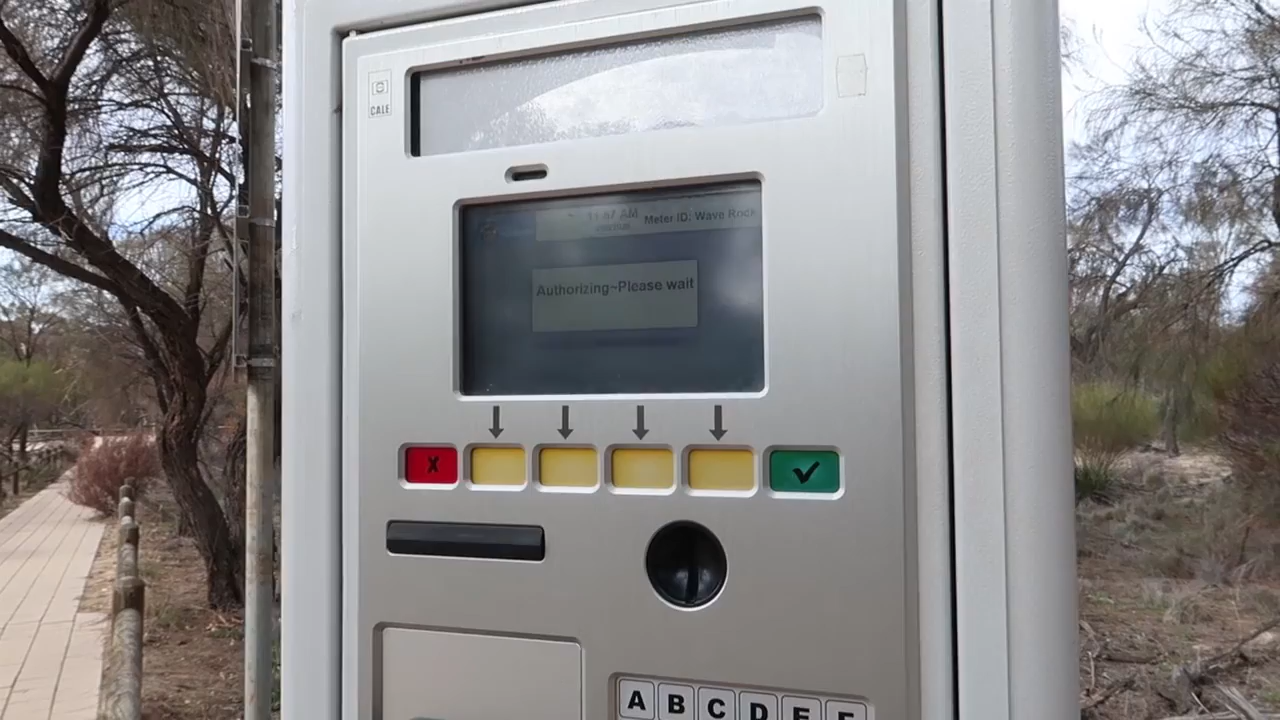 CALE
11:57 AM
Meter ID: Wave Rock
Authorizing~Please wait
X
A B C D E F